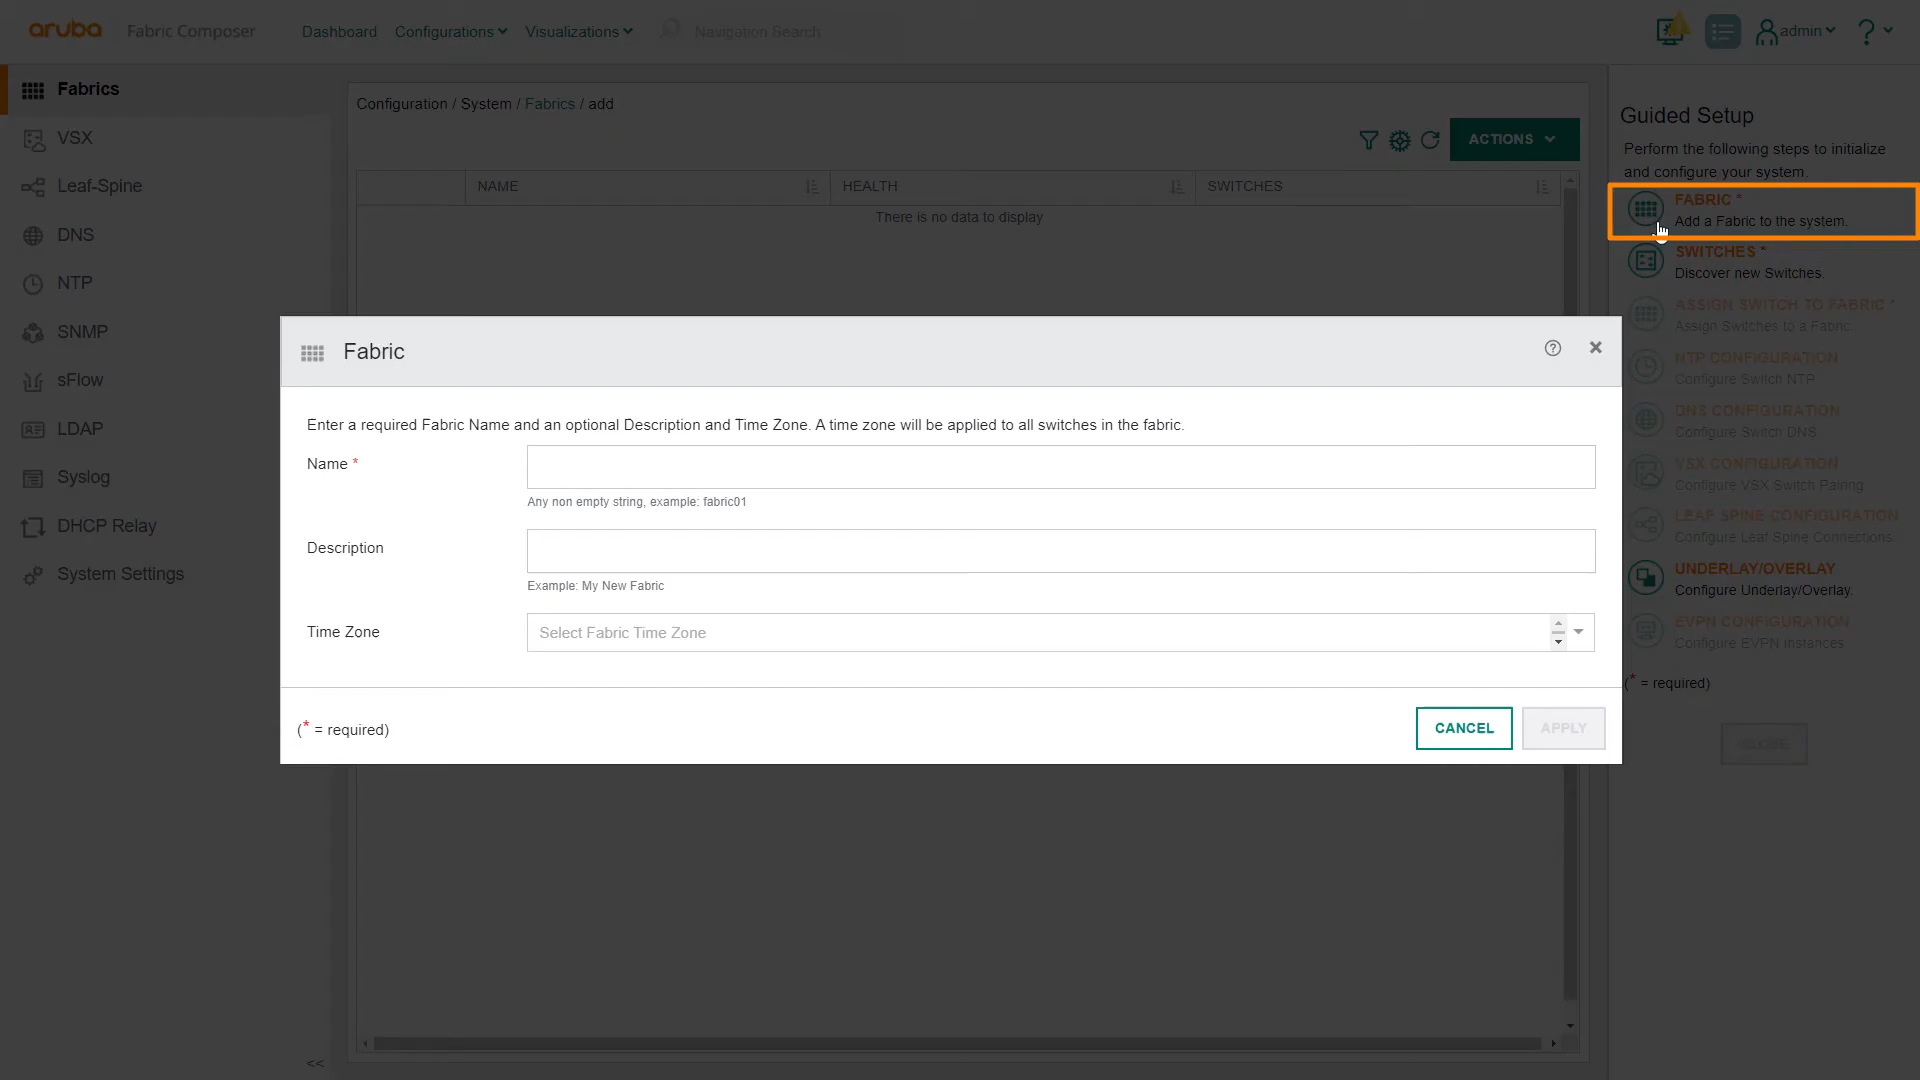 aruba Fabric Composer Dashboard Configurations Visualizations Navigation Search admin
Fabrics
VSX
Leaf-Spine
DNS
NTP
SNMP
sFlow
LDAP
Syslog
DHCP Relay
System Settings
<<
Configuration / System / Fabrics / add
ACTIONS
NAME HEALTH SWITCHES
There is no data to display
Fabric
Enter a required Fabric Name and an optional Description and Time Zone. A time zone will be applied to all switches in the fabric.
Name *
Any non empty string, example: fabric01
Description
Example: My New Fabric
Time Zone
Select Fabric Time Zone
(* = required)
CANCEL APPLY
Guided Setup
Perform the following steps to initialize
and configure your system.
FABRIC *
Add a Fabric to the system.
SWITCHES *
Discover new Switches.
ASSIGN SWITCH TO FABRIC *
Assign Switches to a Fabric.
NTP CONFIGURATION
Configure Switch NTP
DNS CONFIGURATION
Configure Switch DNS
VSX CONFIGURATION
Configure VSX Switch Pairing
LEAF SPINE CONFIGURATION
Configure Leaf Spine Connections
UNDERLAY/OVERLAY
Configure Underlay/Overlay.
EVPN CONFIGURATION
Configure EVPN Instances
(* = required)